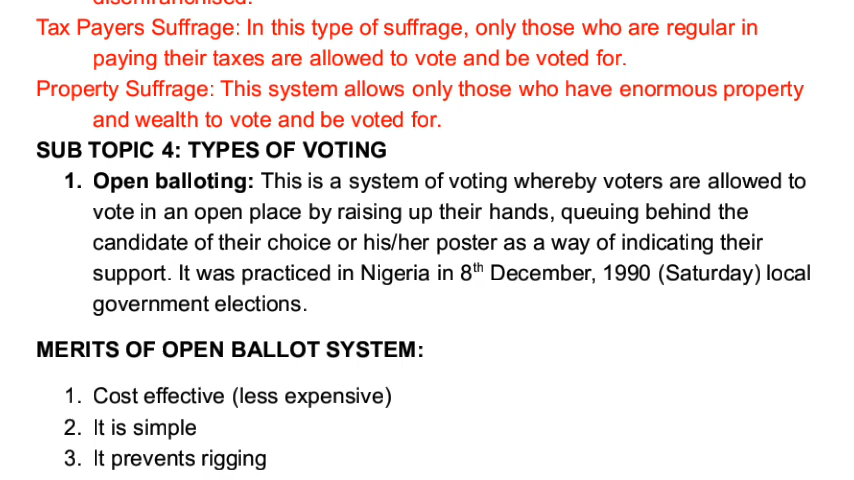 disenfranchised.
Tax Payers Suffrage: In this type of suffrage, only those who are regular in
paying their taxes are allowed to vote and be voted for.
Property Suffrage: This system allows only those who have enormous property
and wealth to vote and be voted for.
SUB TOPIC 4: TYPES OF VOTING
1. Open balloting: This is a system of voting whereby voters are allowed to
vote in an open place by raising up their hands, queuing behind the
candidate of their choice or his/her poster as a way of indicating their
support. It was practiced in Nigeria in 8th December, 1990 (Saturday) local
government elections.
MERITS OF OPEN BALLOT SYSTEM:
1. Cost effective (less expensive)
2. It is simple
3. It prevents rigging